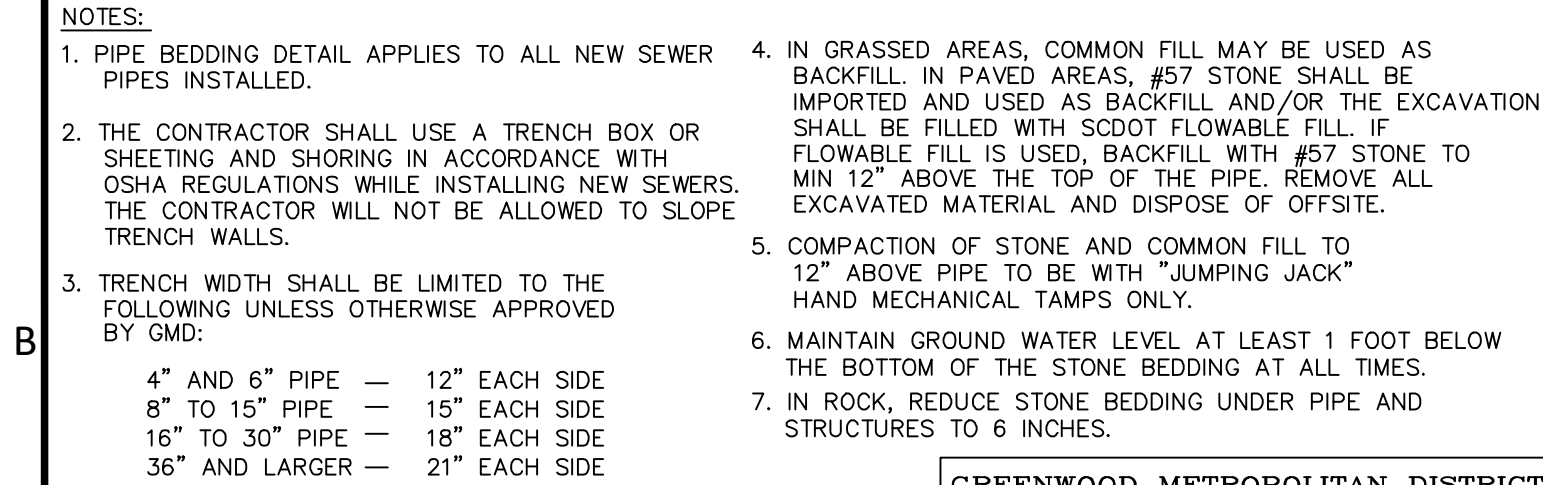 NOTES:
1. PIPE BEDDING DETAIL APPLIES TO ALL NEW SEWER
PIPES INSTALLED.
2. THE CONTRACTOR SHALL USE A TRENCH BOX OR
SHEETING AND SHORING IN ACCORDANCE WITH
OSHA REGULATIONS WHILE INSTALLING NEW SEWERS.
THE CONTRACTOR WILL NOT BE ALLOWED TO SLOPE
TRENCH WALLS.
3. TRENCH WIDTH SHALL BE LIMITED TO THE
FOLLOWING UNLESS OTHERWISE APPROVED
BY GMD:
4" AND 6" PIPE — 12" EACH SIDE
8" TO 15" PIPE — 15" EACH SIDE
16" TO 30" PIPE — 18" EACH SIDE
36" AND LARGER — 21" EACH SIDE
4. IN GRASSED AREAS, COMMON FILL MAY BE USED AS
BACKFILL. IN PAVED AREAS, #57 STONE SHALL BE
IMPORTED AND USED AS BACKFILL AND/OR THE EXCAVATION
SHALL BE FILLED WITH SCDOT FLOWABLE FILL. IF
FLOWABLE FILL IS USED, BACKFILL WITH #57 STONE TO
MIN 12" ABOVE THE TOP OF THE PIPE. REMOVE ALL
EXCAVATED MATERIAL AND DISPOSE OF OFFSITE.
5. COMPACTION OF STONE AND COMMON FILL TO
12" ABOVE PIPE TO BE WITH "JUMPING JACK"
HAND MECHANICAL TAMPS ONLY.
6. MAINTAIN GROUND WATER LEVEL AT LEAST 1 FOOT BELOW
THE BOTTOM OF THE STONE BEDDING AT ALL TIMES.
7. IN ROCK, REDUCE STONE BEDDING UNDER PIPE AND
STRUCTURES TO 6 INCHES.
B
GREENWOOD METROPOLITAN DISTRICT